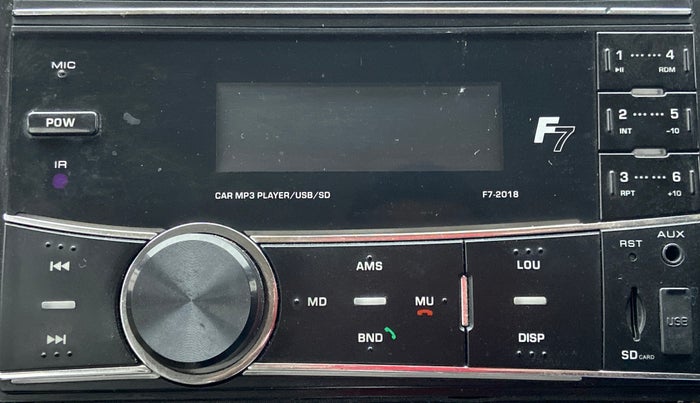 MIC
POW
IR
CAR MP3 PLAYER/USB/SD
F7-2018
F7
1 ······ 4
RDM
2 ······ 5
INT -10
3 ······ 6
RPT +10
AMS
MD MU
BND
LOU
DISP
RST AUX
USB
SD CARD